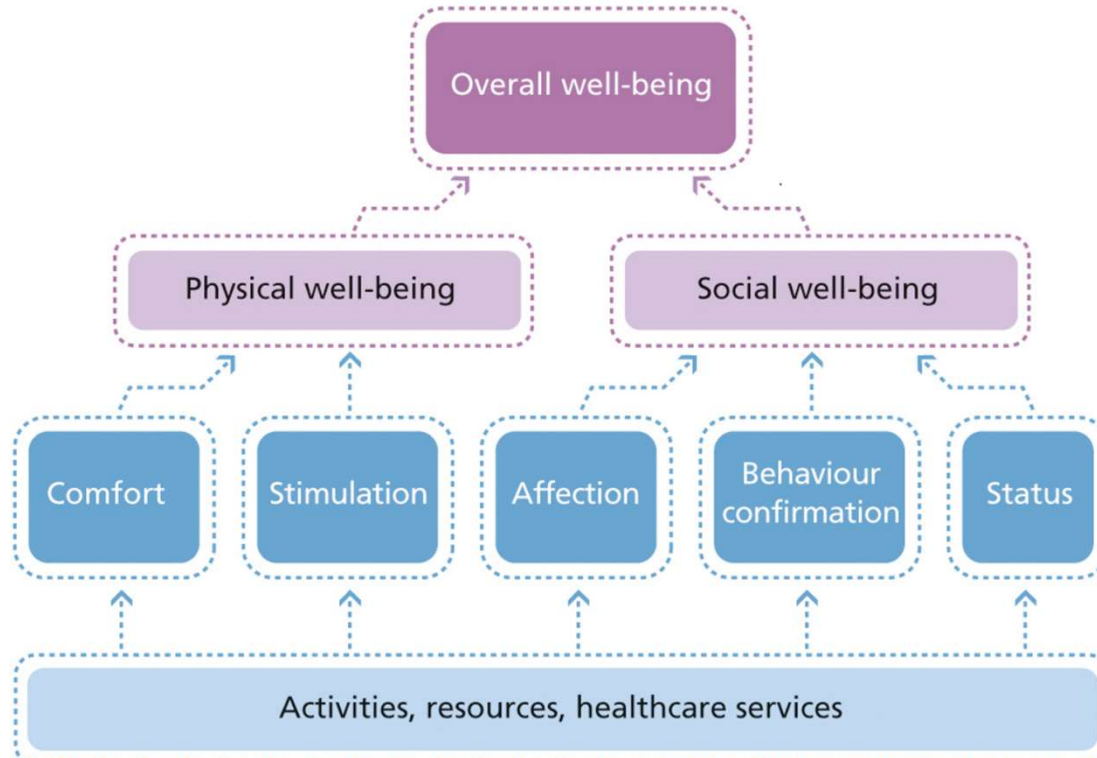 Overall well-being
Physical well-being
Social well-being
Comfort
Stimulation
Affection
Behaviour
confirmation
Status
Activities, resources, healthcare services